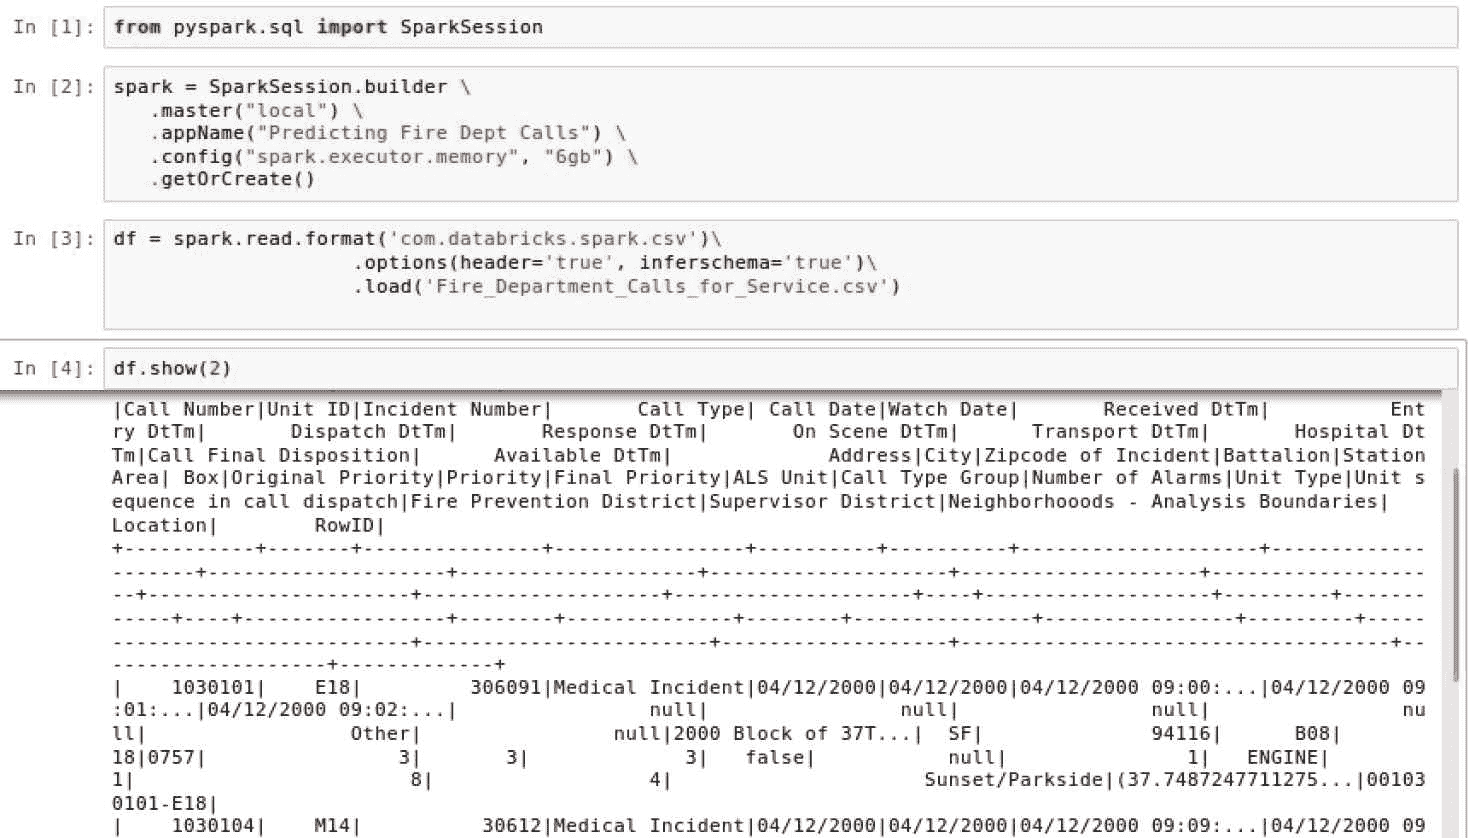 In [1]: from pyspark.sql import SparkSession
In [2]: spark = SparkSession.builder \
.master("local") \
.appName("Predicting Fire Dept Calls") \
.config("spark.executor.memory", "6gb") \
.getOrCreate()
In [3]: df = spark.read.format('com.databricks.spark.csv')\
.options(header='true', inferschema='true')\
.load('Fire_Department_Calls_for_Service.csv')
In [4]: df.show(2)
|Call Number|Unit ID|Incident Number|       Call Type| Call Date|Watch Date|       Received DtTm|          Ent
ry DtTm|       Dispatch DtTm|       Response DtTm|       On Scene DtTm|      Transport DtTm|       Hospital Dt
Tm|Call Final Disposition|      Available DtTm|             Address|City|Zipcode of Incident|Battalion|Station
Area| Box|Original Priority|Priority|Final Priority|ALS Unit|Call Type Group|Number of Alarms|Unit Type|Unit s
equence in call dispatch|Fire Prevention District|Supervisor District|Neighborhooods - Analysis Boundaries|
Location|        RowID|
+-----------+-------+---------------+----------------+----------+----------+--------------------+-------------
-------+--------------------+--------------------+--------------------+--------------------+------------------
--+----------------------+--------------------+--------------------+----+-------------------+---------+-------
-----+----+-----------------+--------+--------------+--------+---------------+----------------+---------+-----
-------------------------+------------------------+-------------------+------------------------------------+--
------------------+-------------+
|    1030101|    E18|         306091|Medical Incident|04/12/2000|04/12/2000|04/12/2000 09:00:...|04/12/2000 09
:01:...|04/12/2000 09:02:...|                null|                null|                null|                nu
ll|                 Other|                null|2000 Block of 37T...|  SF|              94116|      B08|
18|0757|                3|       3|             3|   false|           null|               1|   ENGINE|
1|                       8|                  4|                     Sunset/Parkside|(37.7487247711275...|00103
0101-E18|
|    1030104|    M14|          30612|Medical Incident|04/12/2000|04/12/2000|04/12/2000 09:09:...|04/12/2000 09